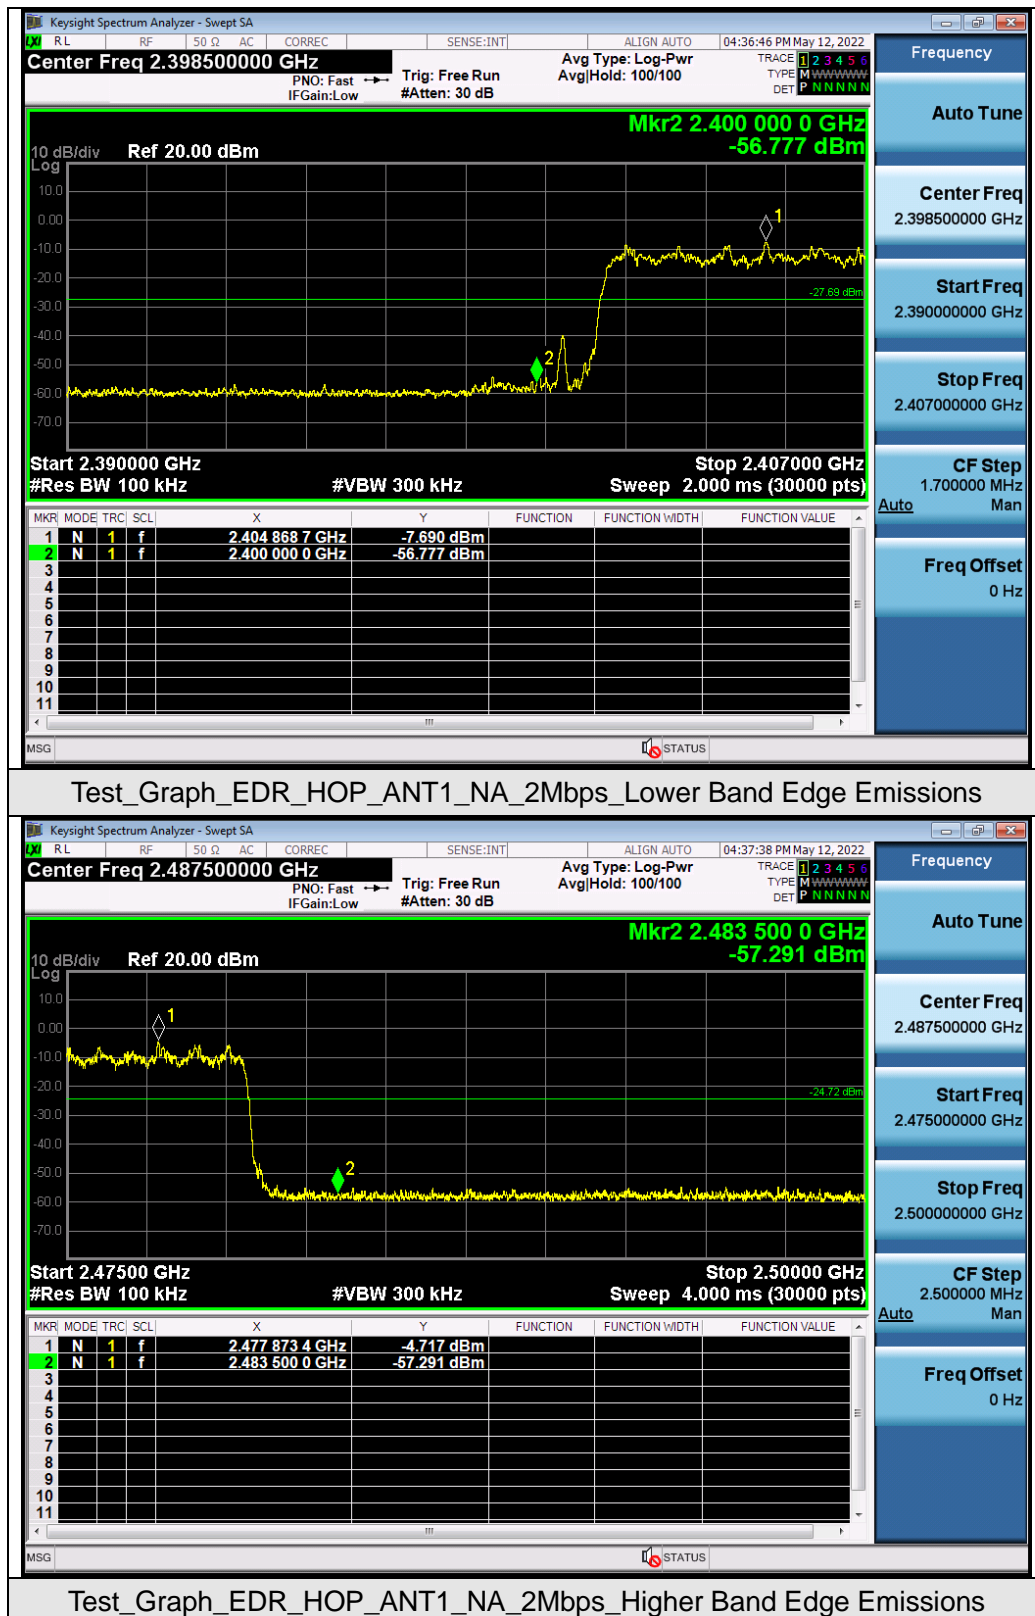 Keysight Spectrum Analyzer - Swept SA
LXI RL RF 50 Ω AC CORREC SENSE:INT ALIGN AUTO 04:36:46 PM May 12, 2022
Center Freq 2.398500000 GHz Avg Type: Log-Pwr TRACE 1 2 3 4 5 6
PNO: Fast Trig: Free Run Avg|Hold: 100/100 TYPE M WWWWW
IFGain:Low #Atten: 30 dB DET P N N N N N
Frequency
Auto Tune
Mkr2 2.400 000 0 GHz
10 dB/div Ref 20.00 dBm -56.777 dBm
Log
10.0
0.00
-10.0
-20.0
-30.0
-40.0
-50.0
-60.0
-70.0
1
-27.69 dBm
2
Start 2.390000 GHz Stop 2.407000 GHz
#Res BW 100 kHz #VBW 300 kHz Sweep 2.000 ms (30000 pts)
Center Freq
2.398500000 GHz
Start Freq
2.390000000 GHz
Stop Freq
2.407000000 GHz
CF Step
1.700000 MHz
Auto Man
Freq Offset
0 Hz
MKR MODE TRC SCL X Y FUNCTION FUNCTION WIDTH FUNCTION VALUE
1 N 1 f 2.404 868 7 GHz -7.690 dBm
2 N 1 f 2.400 000 0 GHz -56.777 dBm
3
4
5
6
7
8
9
10
11
MSG STATUS
Test_Graph_EDR_HOP_ANT1_NA_2Mbps_Lower Band Edge Emissions
Keysight Spectrum Analyzer - Swept SA
LXI RL RF 50 Ω AC CORREC SENSE:INT ALIGN AUTO 04:37:38 PM May 12, 2022
Center Freq 2.487500000 GHz Avg Type: Log-Pwr TRACE 1 2 3 4 5 6
PNO: Fast Trig: Free Run Avg|Hold: 100/100 TYPE M WWWWW
IFGain:Low #Atten: 30 dB DET P N N N N N
Frequency
Auto Tune
Mkr2 2.483 500 0 GHz
10 dB/div Ref 20.00 dBm -57.291 dBm
Log
10.0
0.00
-10.0
-20.0
-30.0
-40.0
-50.0
-60.0
-70.0
1
-24.72 dBm
2
Start 2.47500 GHz Stop 2.50000 GHz
#Res BW 100 kHz #VBW 300 kHz Sweep 4.000 ms (30000 pts)
Center Freq
2.487500000 GHz
Start Freq
2.475000000 GHz
Stop Freq
2.500000000 GHz
CF Step
2.500000 MHz
Auto Man
Freq Offset
0 Hz
MKR MODE TRC SCL X Y FUNCTION FUNCTION WIDTH FUNCTION VALUE
1 N 1 f 2.477 873 4 GHz -4.717 dBm
2 N 1 f 2.483 500 0 GHz -57.291 dBm
3
4
5
6
7
8
9
10
11
MSG STATUS
Test_Graph_EDR_HOP_ANT1_NA_2Mbps_Higher Band Edge Emissions